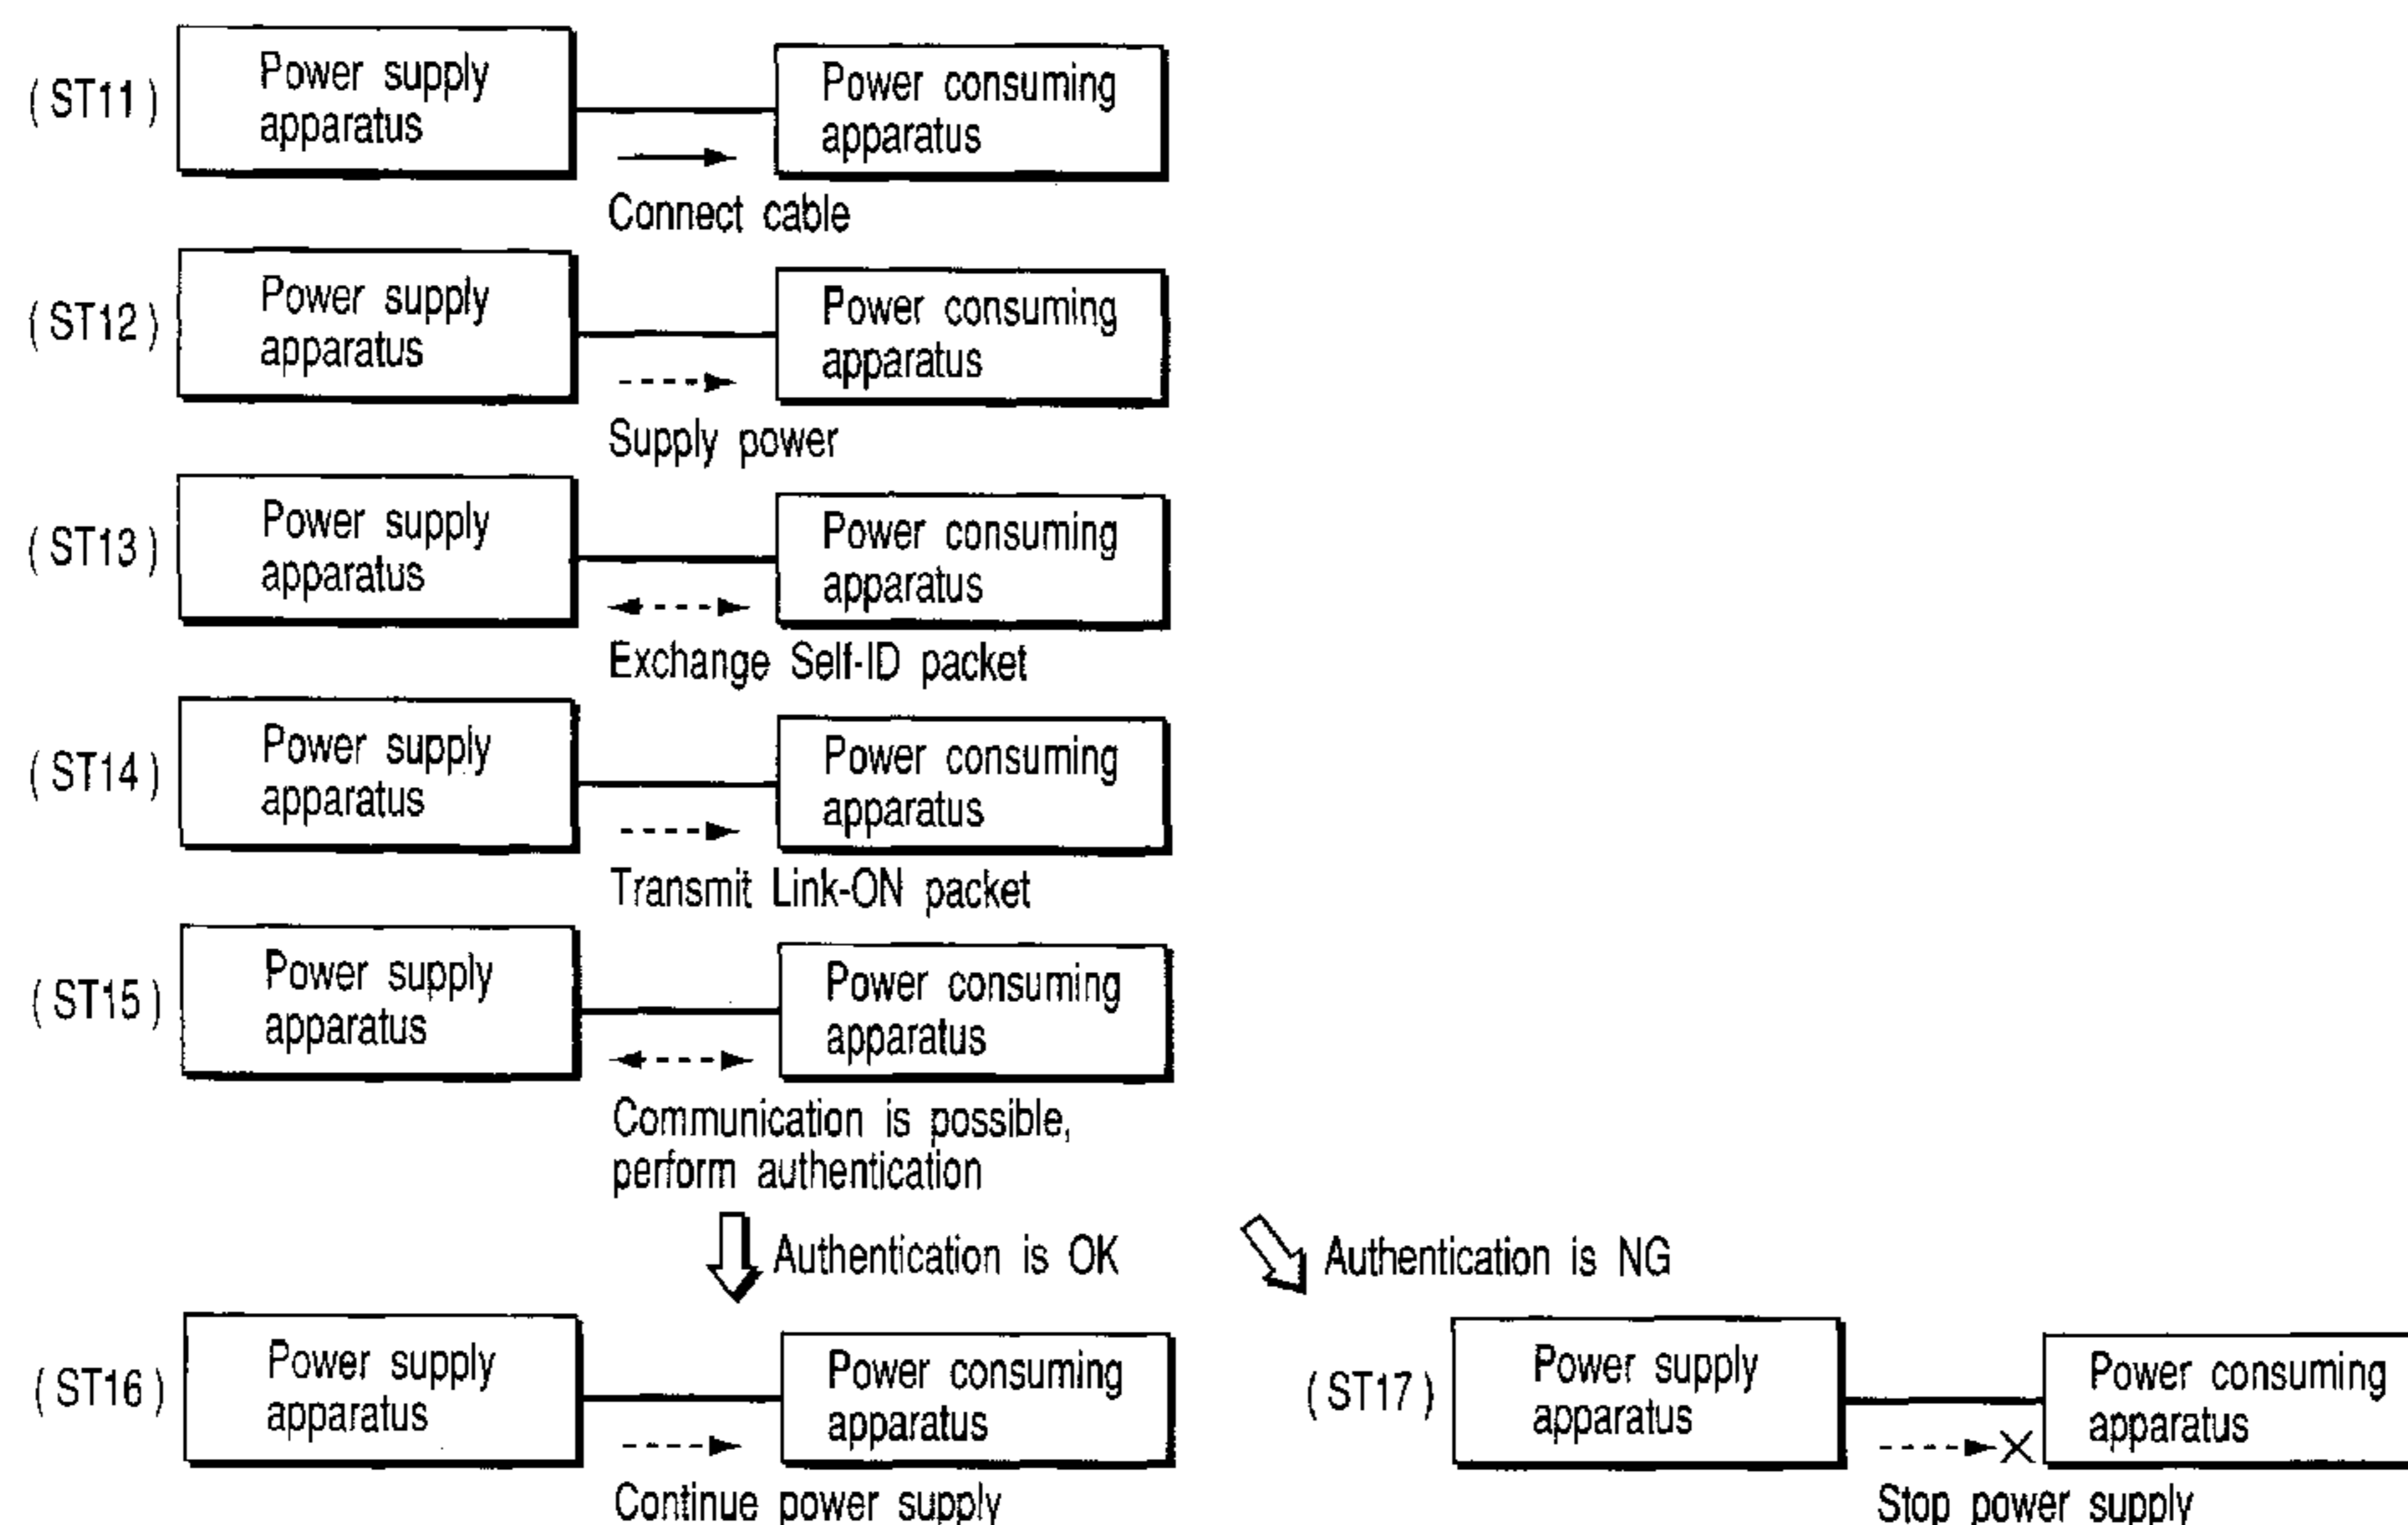 (ST11)
Power supply
apparatus
Power consuming
apparatus
Connect cable
(ST12)
Power supply
apparatus
Power consuming
apparatus
Supply power
(ST13)
Power supply
apparatus
Power consuming
apparatus
Exchange Self-ID packet
(ST14)
Power supply
apparatus
Power consuming
apparatus
Transmit Link-ON packet
(ST15)
Power supply
apparatus
Power consuming
apparatus
Communication is possible,
perform authentication
Authentication is OK
Authentication is NG
(ST16)
Power supply
apparatus
Power consuming
apparatus
Continue power supply
(ST17)
Power supply
apparatus
Power consuming
apparatus
Stop power supply